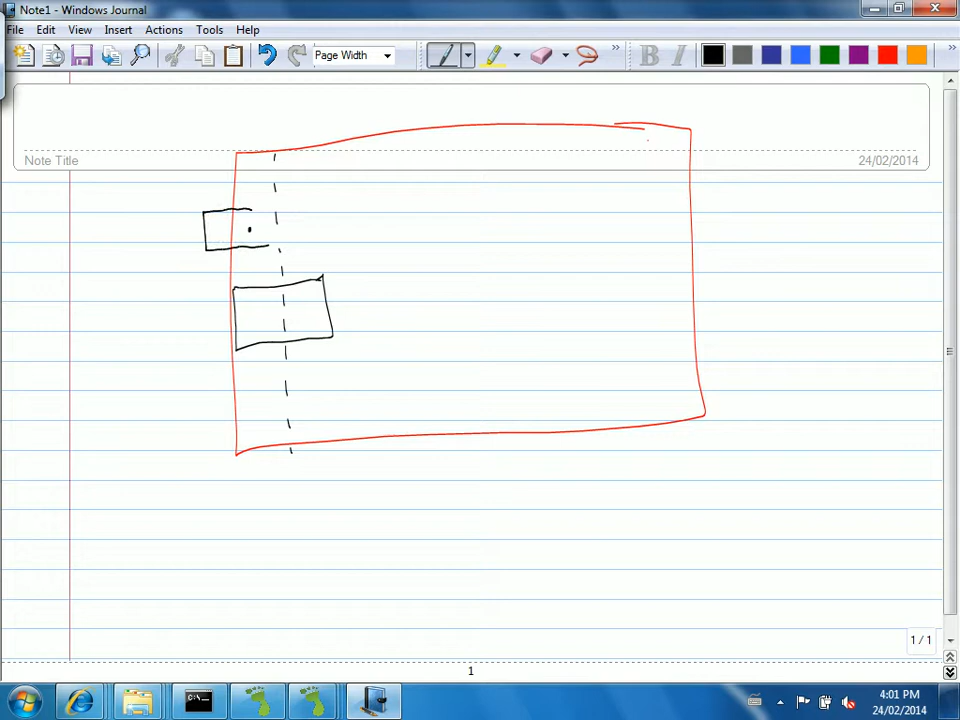 Note1 - Windows Journal
File Edit View Insert Actions Tools Help
Page Width
B I
Note Title
24/02/2014
1 / 1
1
C:\
4:01 PM
24/02/2014